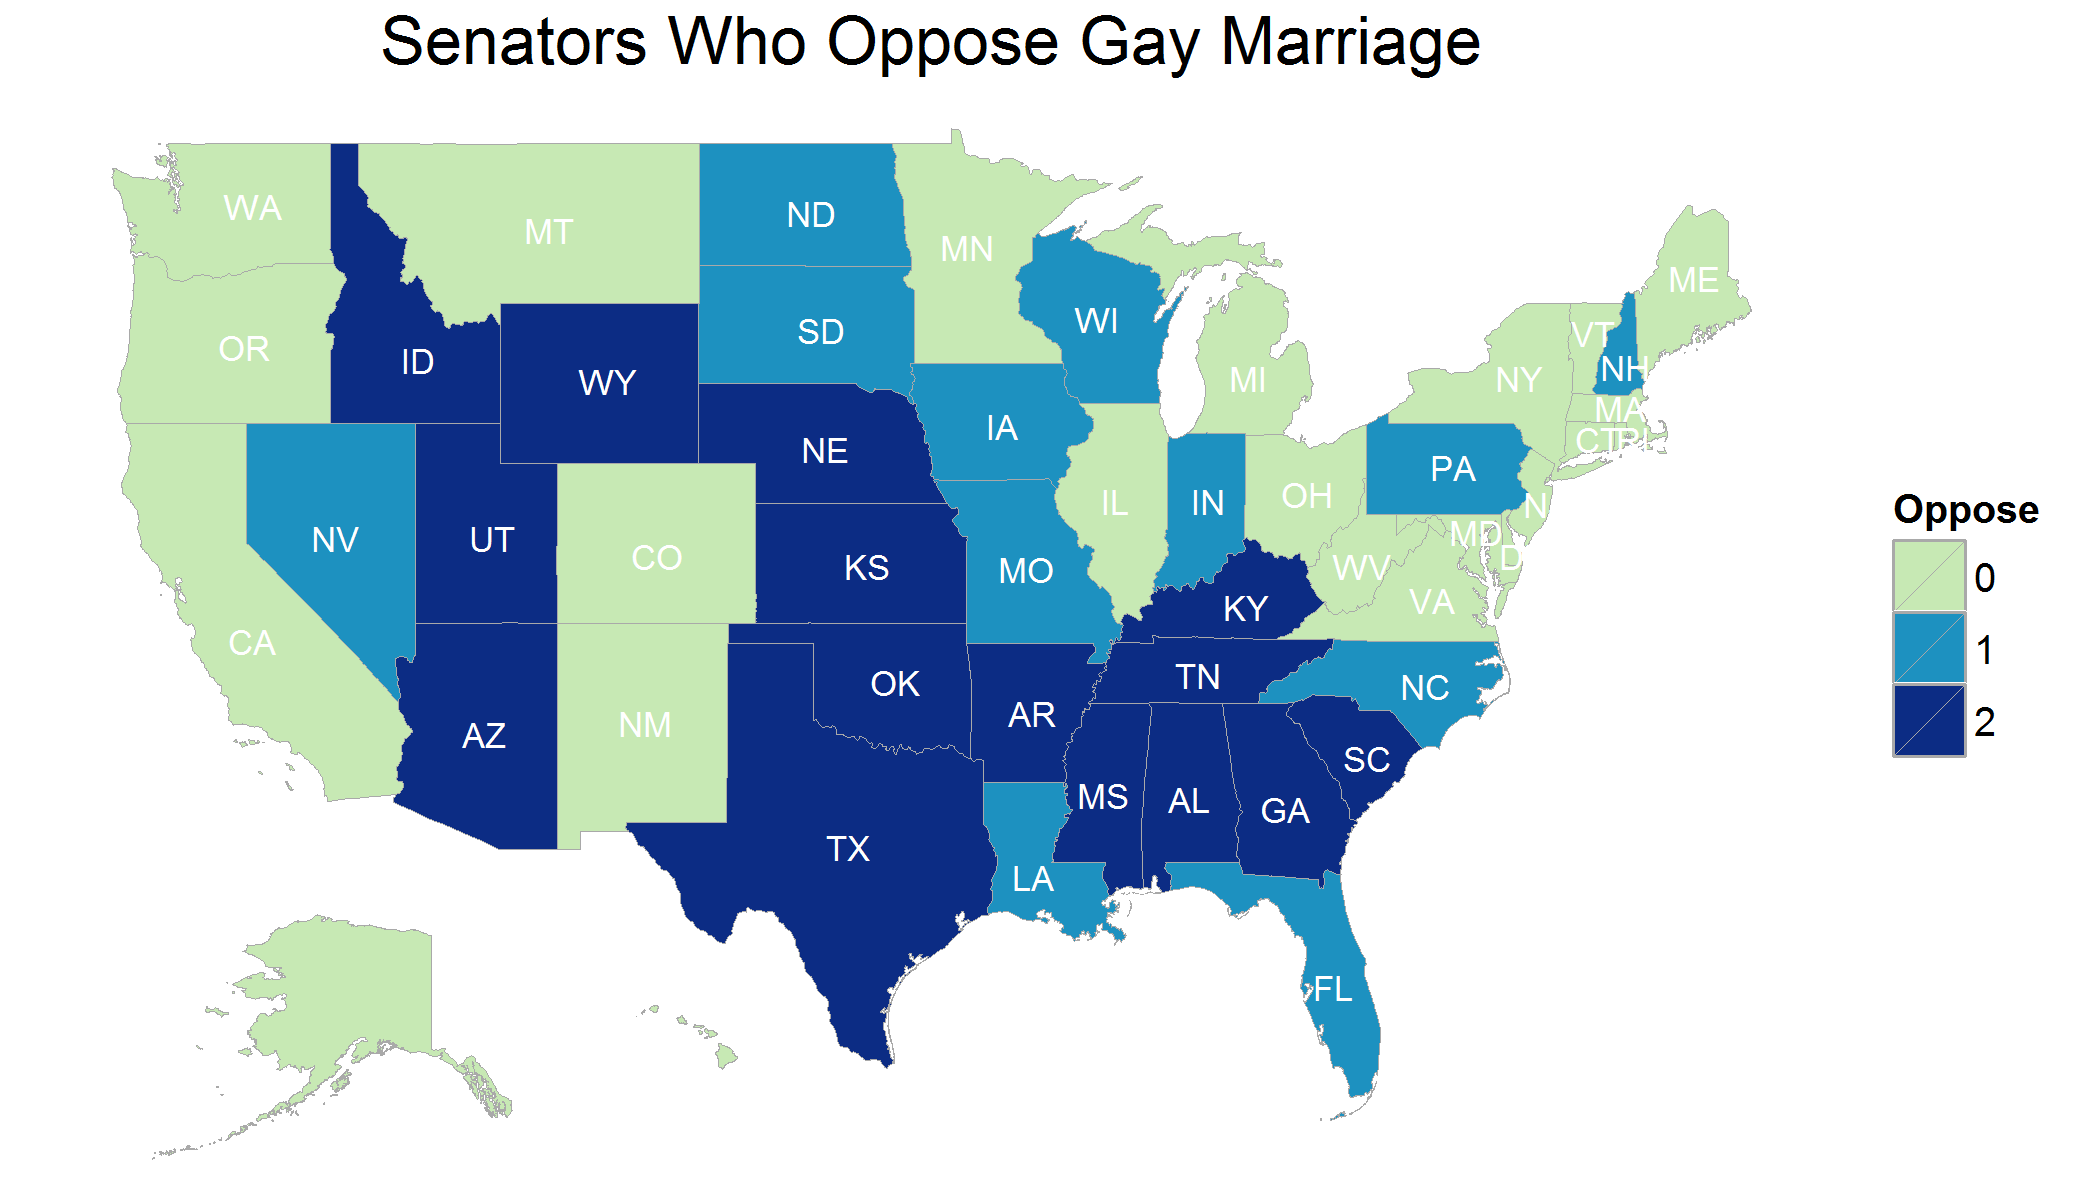 Senators Who Oppose Gay Marriage
WA
MT
ND
MN
ME
OR
ID
WY
SD
WI
MI
NY
VT
NH
MA
CT
RI
NE
IA
PA
NV
UT
CO
KS
MO
IL
IN
OH
N
MD
D
WV
VA
KY
CA
AZ
NM
OK
AR
TN
NC
SC
TX
LA
MS
AL
GA
FL
Oppose
0
1
2